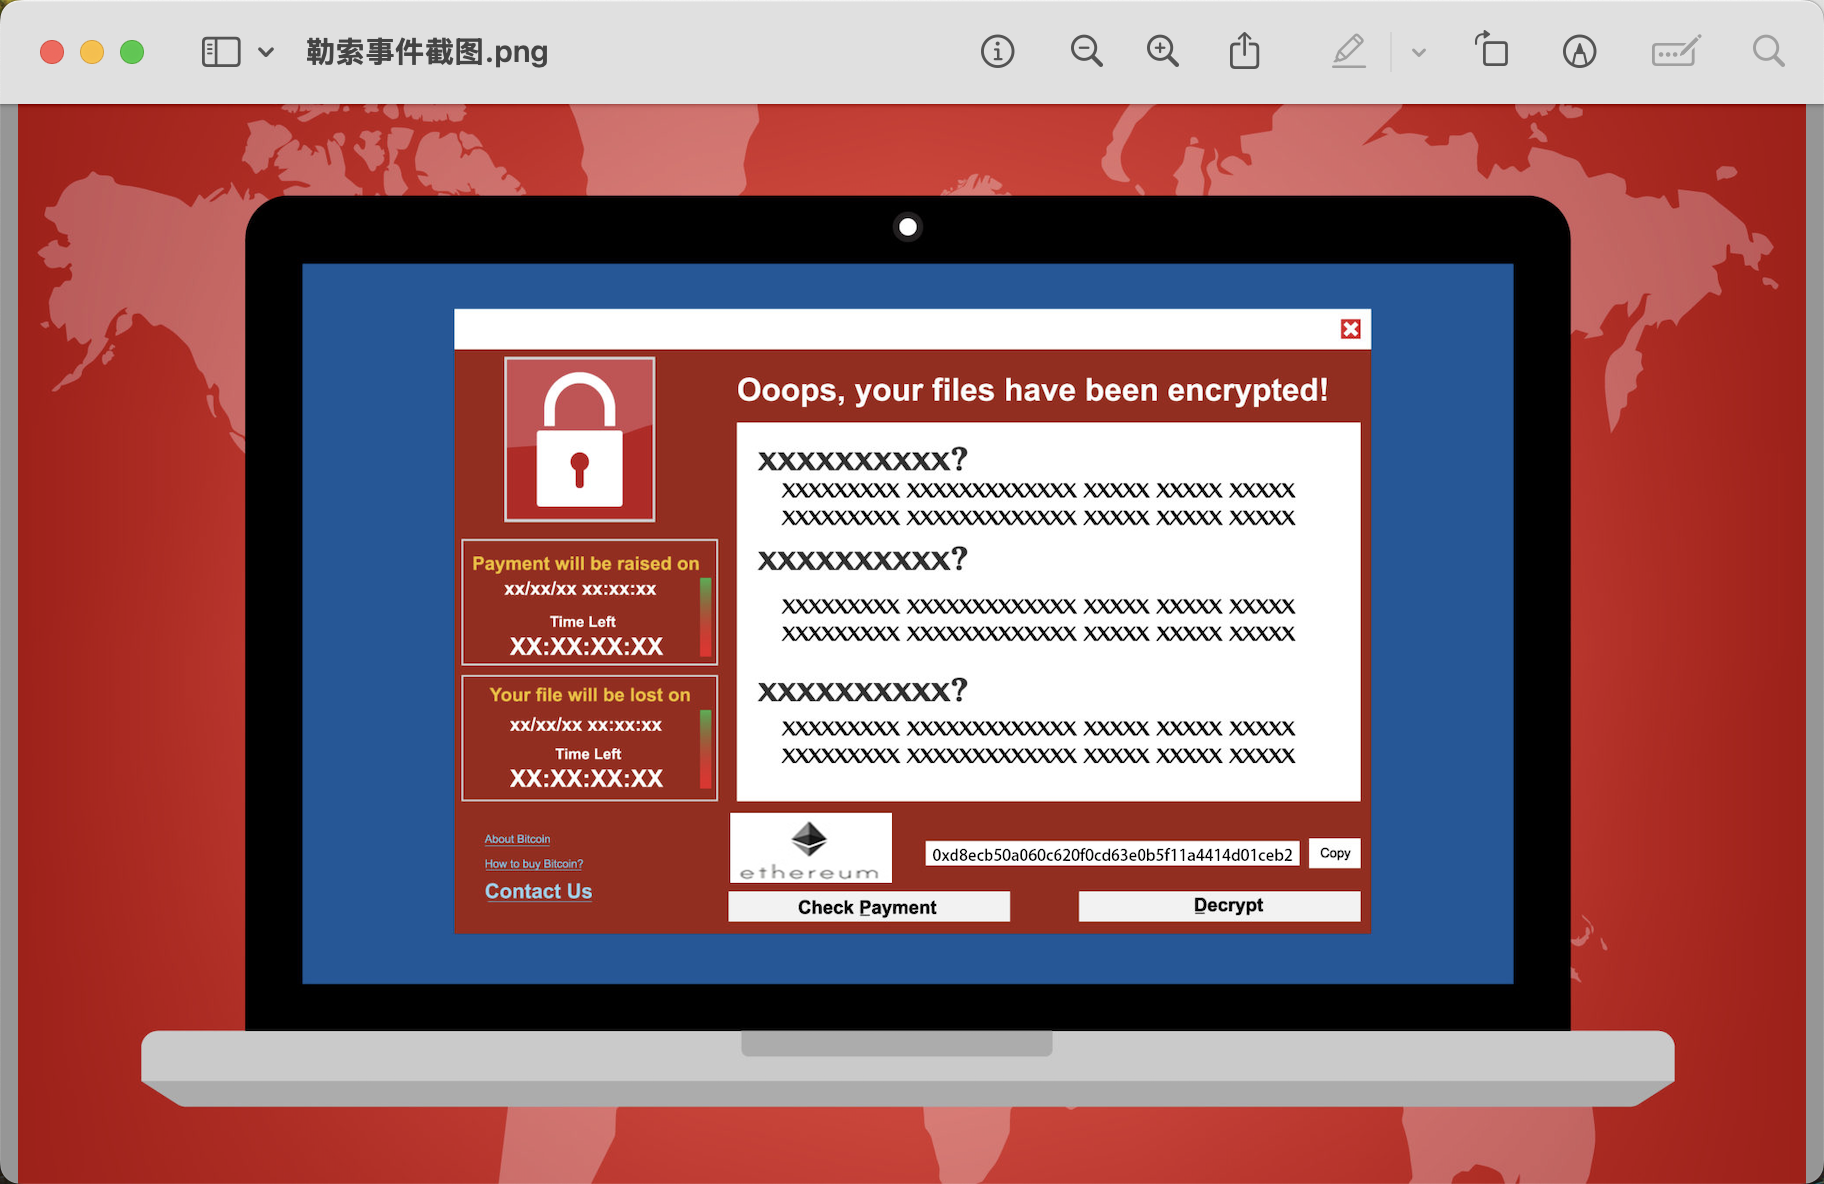 勒索事件截图.png
Ooops, your files have been encrypted!
xxxxxxxxxx?
xxxxxxxxx xxxxxxxxxxxxx xxxxx xxxxx xxxxx
xxxxxxxxx xxxxxxxxxxxxx xxxxx xxxxx xxxxx
xxxxxxxxxx?
xxxxxxxxx xxxxxxxxxxxxx xxxxx xxxxx xxxxx
xxxxxxxxx xxxxxxxxxxxxx xxxxx xxxxx xxxxx
xxxxxxxxxx?
xxxxxxxxx xxxxxxxxxxxxx xxxxx xxxxx xxxxx
xxxxxxxxx xxxxxxxxxxxxx xxxxx xxxxx xxxxx
Payment will be raised on
xx/xx/xx xx:xx:xx
Time Left
XX:XX:XX:XX
Your file will be lost on
xx/xx/xx xx:xx:xx
Time Left
XX:XX:XX:XX
About Bitcoin
How to buy Bitcoin?
Contact Us
ethereum
0xd8ecb50a060c620f0cd63e0b5f11a4414d01ceb2
Copy
Check Payment
Decrypt